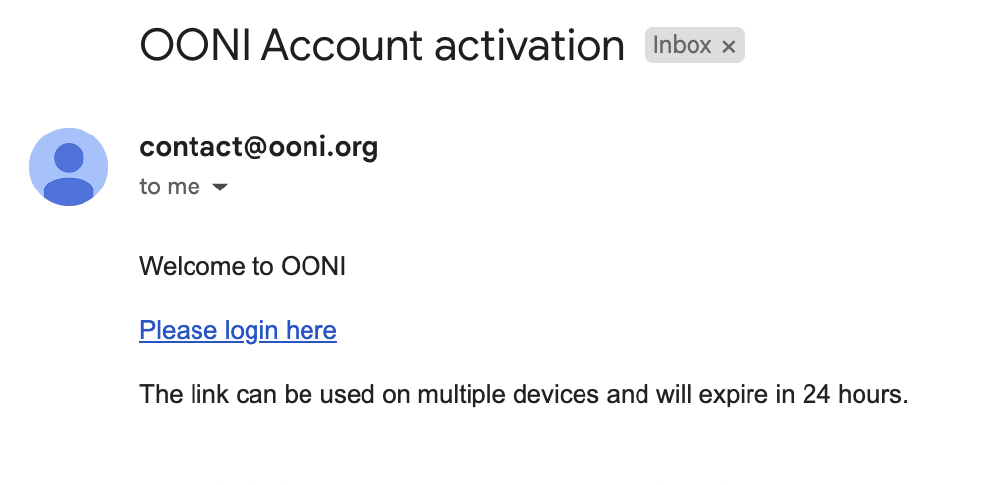 OONI Account activation Inbox ×
contact@ooni.org
to me
Welcome to OONI
Please login here
The link can be used on multiple devices and will expire in 24 hours.